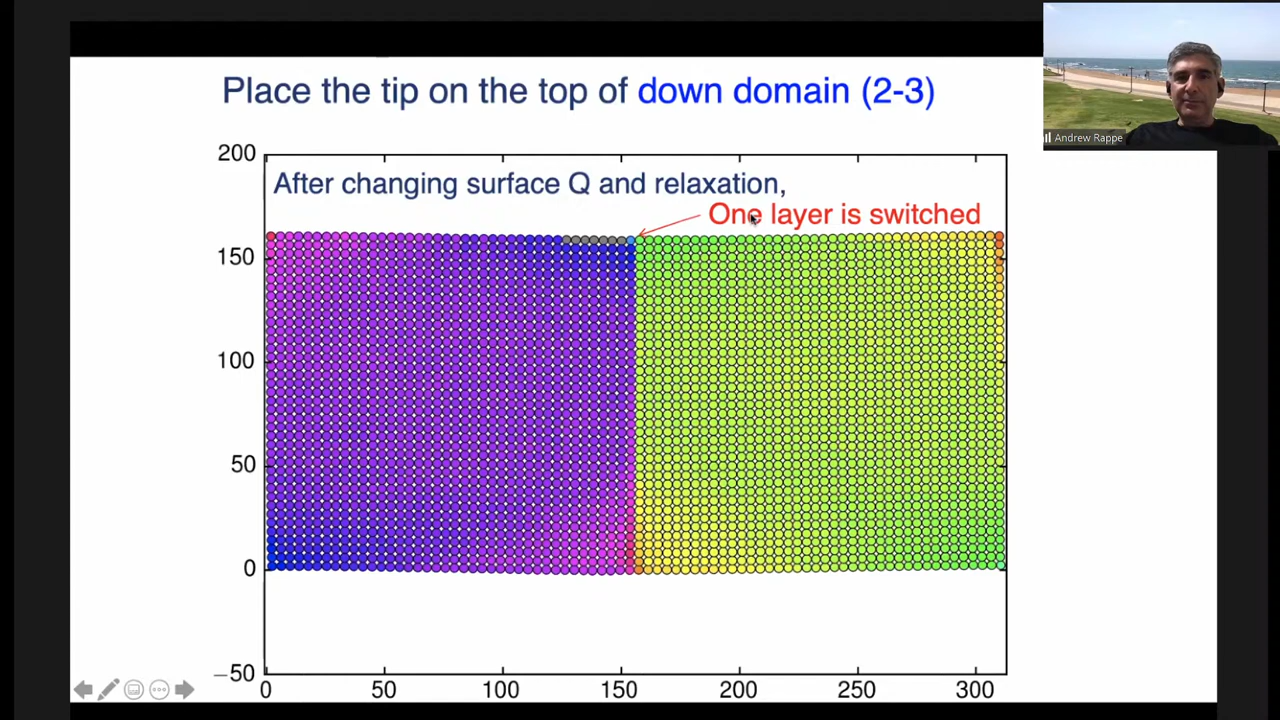 Place the tip on the top of down domain (2-3)
Andrew Rappe
After changing surface Q and relaxation,
One layer is switched
200
150
100
50
0
−50
0 50 100 150 200 250 300